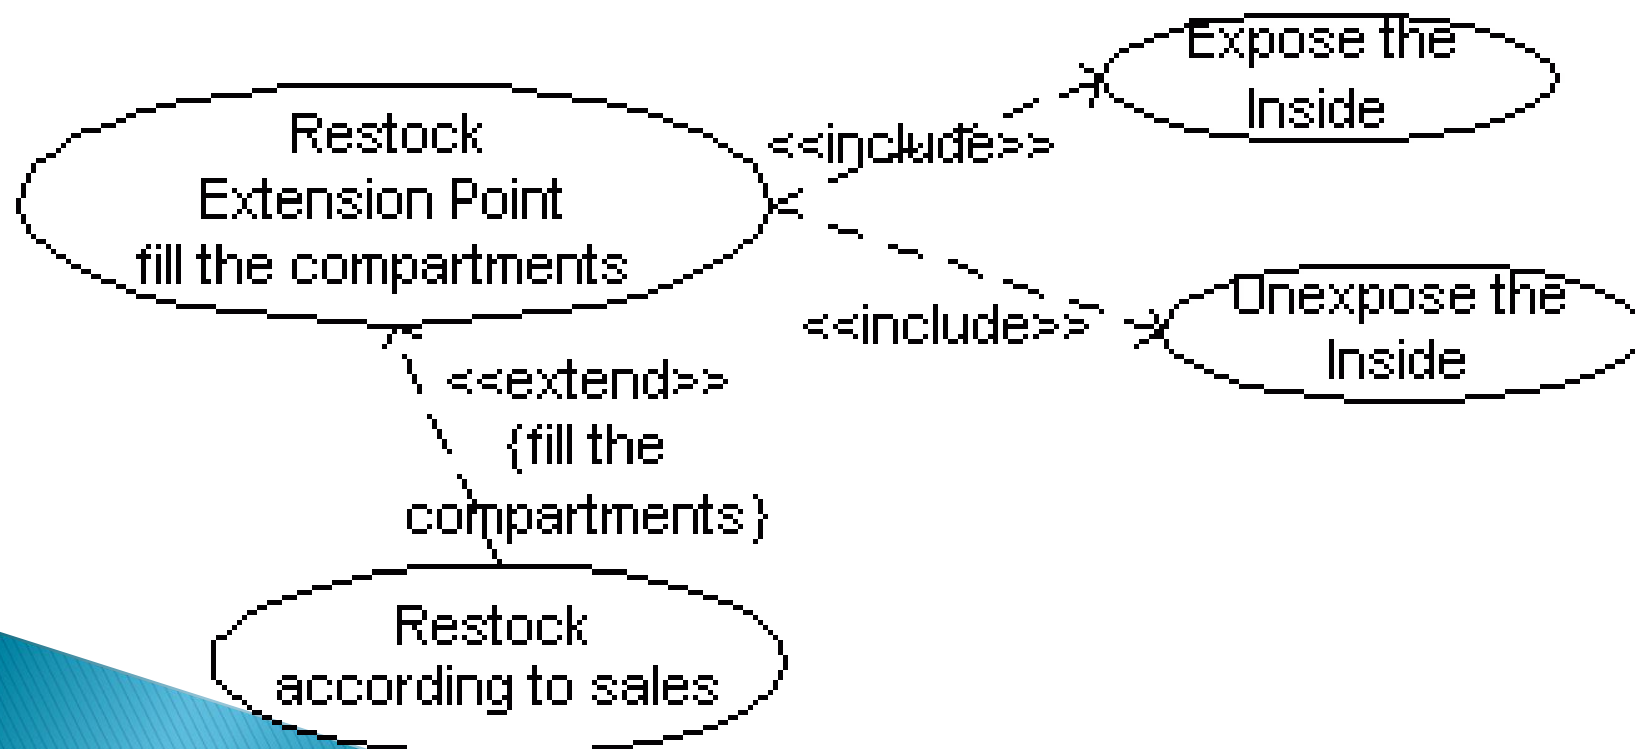 Expose the
Inside
Restock
Extension Point
fill the compartments
<<include>>
Unexpose the
Inside
<<include>>
<<extend>>
{fill the
compartments}
Restock
according to sales